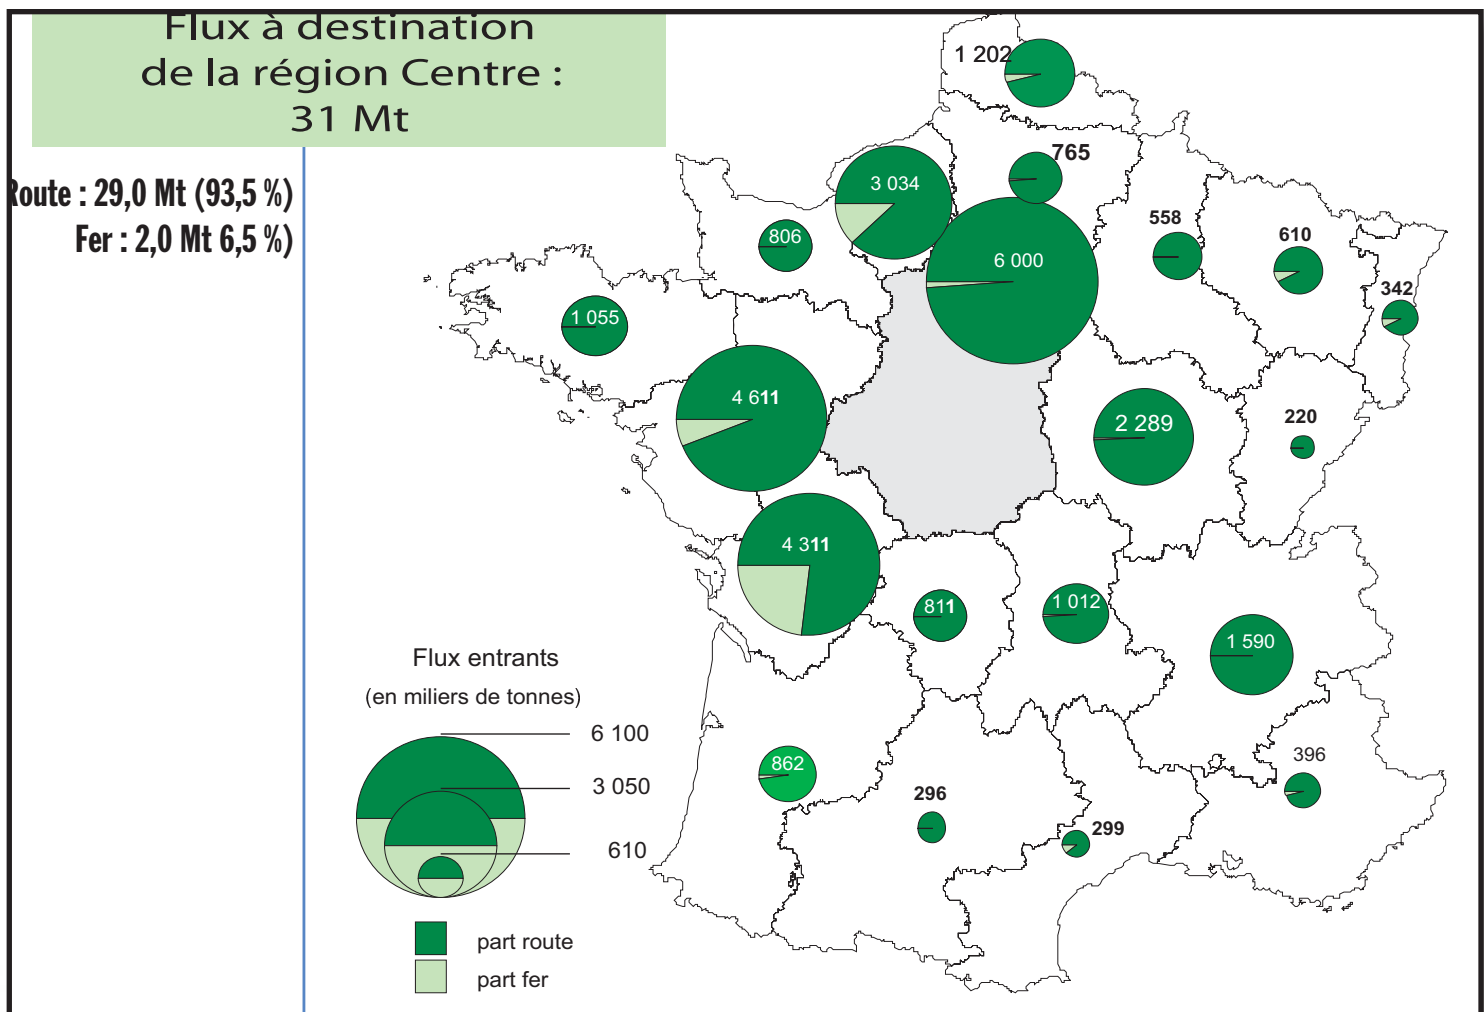 Flux à destination
de la région Centre :
31 Mt
Route : 29,0 Mt (93,5 %)
Fer : 2,0 Mt 6,5 %)
1 202
765
3 034
558
610
806
6 000
342
1 055
4 611
2 289
220
4 311
811
1 012
1 590
862
396
296
299
Flux entrants
(en miliers de tonnes)
6 100
3 050
610
part route
part fer